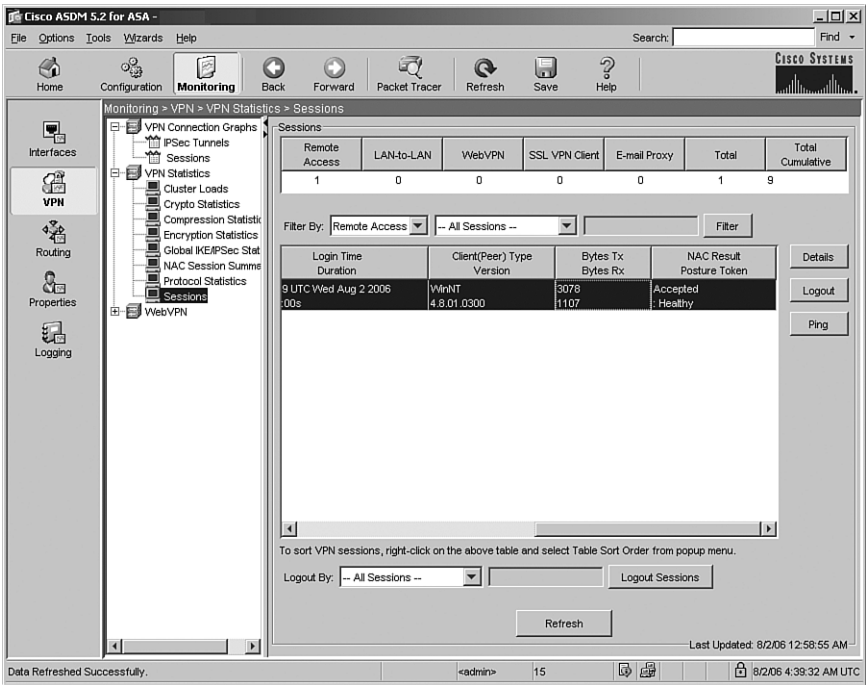 Cisco ASDM 5.2 for ASA -
File Options Tools Wizards Help Search: Find
Home Configuration Monitoring Back Forward Packet Tracer Refresh Save Help
CISCO SYSTEMS
Monitoring > VPN > VPN Statistics > Sessions
Interfaces
VPN
Routing
Properties
Logging
VPN Connection Graphs
IPSec Tunnels
Sessions
VPN Statistics
Cluster Loads
Crypto Statistics
Compression Statistic
Encryption Statistics
Global IKE/IPSec Stat
NAC Session Summa
Protocol Statistics
Sessions
WebVPN
Sessions
Remote Access LAN-to-LAN WebVPN SSL VPN Client E-mail Proxy Total Total Cumulative
1 0 0 0 0 1 9
Filter By: Remote Access -- All Sessions -- Filter
Login Time Client(Peer) Type Bytes Tx NAC Result
Duration Version Bytes Rx Posture Token
9 UTC Wed Aug 2 2006 WinNT 3078 Accepted
:00s 4.8.01.0300 1107 : Healthy
Details
Logout
Ping
To sort VPN sessions, right-click on the above table and select Table Sort Order from popup menu.
Logout By: -- All Sessions -- Logout Sessions
Refresh
Last Updated: 8/2/06 12:58:55 AM
Data Refreshed Successfully. <admin> 15 8/2/06 4:39:32 AM UTC